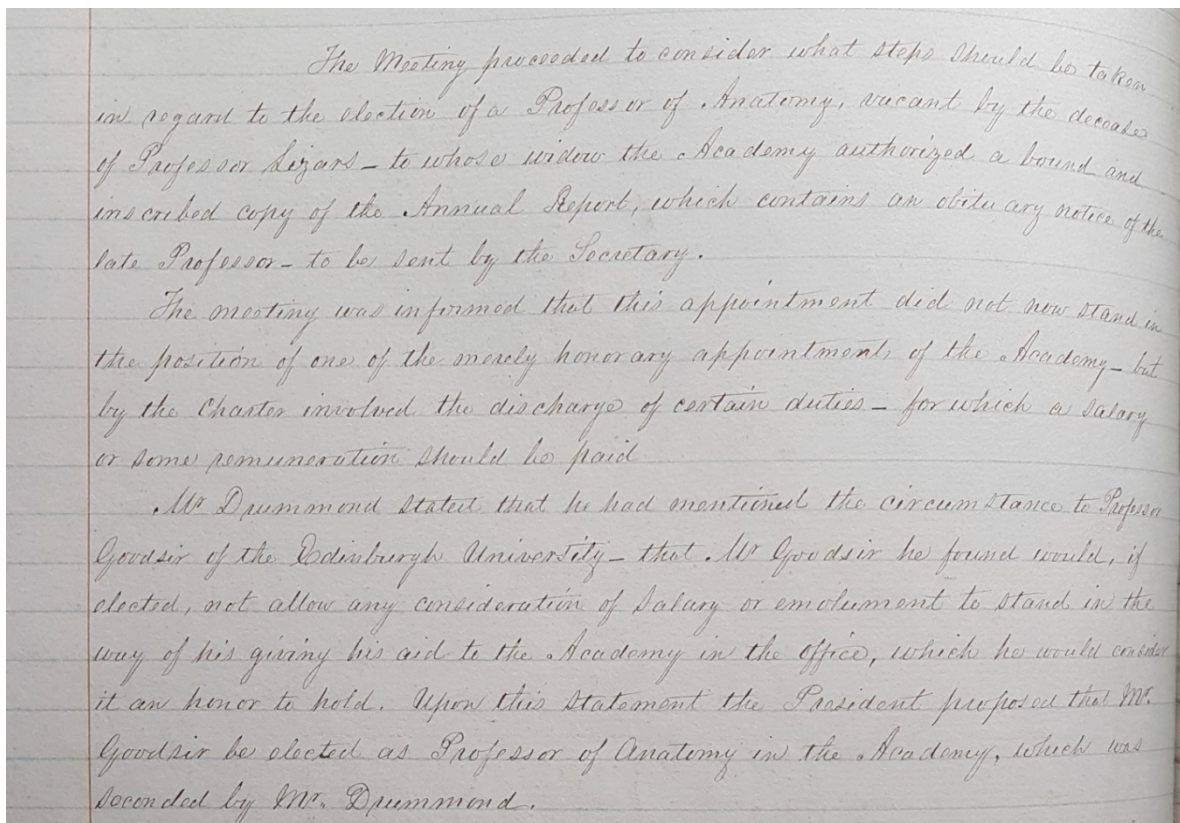 The Meeting proceeded to consider what steps should be taken
in regard to the election of a Professor of Anatomy, vacant by the decease
of Professor Lizars – to whose widow the Academy authorized a bound and
inscribed copy of the Annual Report, which contains an obituary notice of the
late Professor – to be sent by the Secretary.
The meeting was informed that this appointment did not now stand in
the position of one of the merely honorary appointments of the Academy – but
by the Charter involved the discharge of certain duties – for which a salary
or some remuneration should be paid
Mr Drummond stated that he had mentioned the circumstance to Professor
Goodsir of the Edinburgh University – that Mr Goodsir he found would, if
elected, not allow any consideration of salary or emolument to stand in the
way of his giving his aid to the Academy in the office, which he would consider
it an honor to hold. Upon this statement the President proposed that Mr.
Goodsir be elected as Professor of Anatomy in the Academy, which was
seconded by Mr. Drummond.